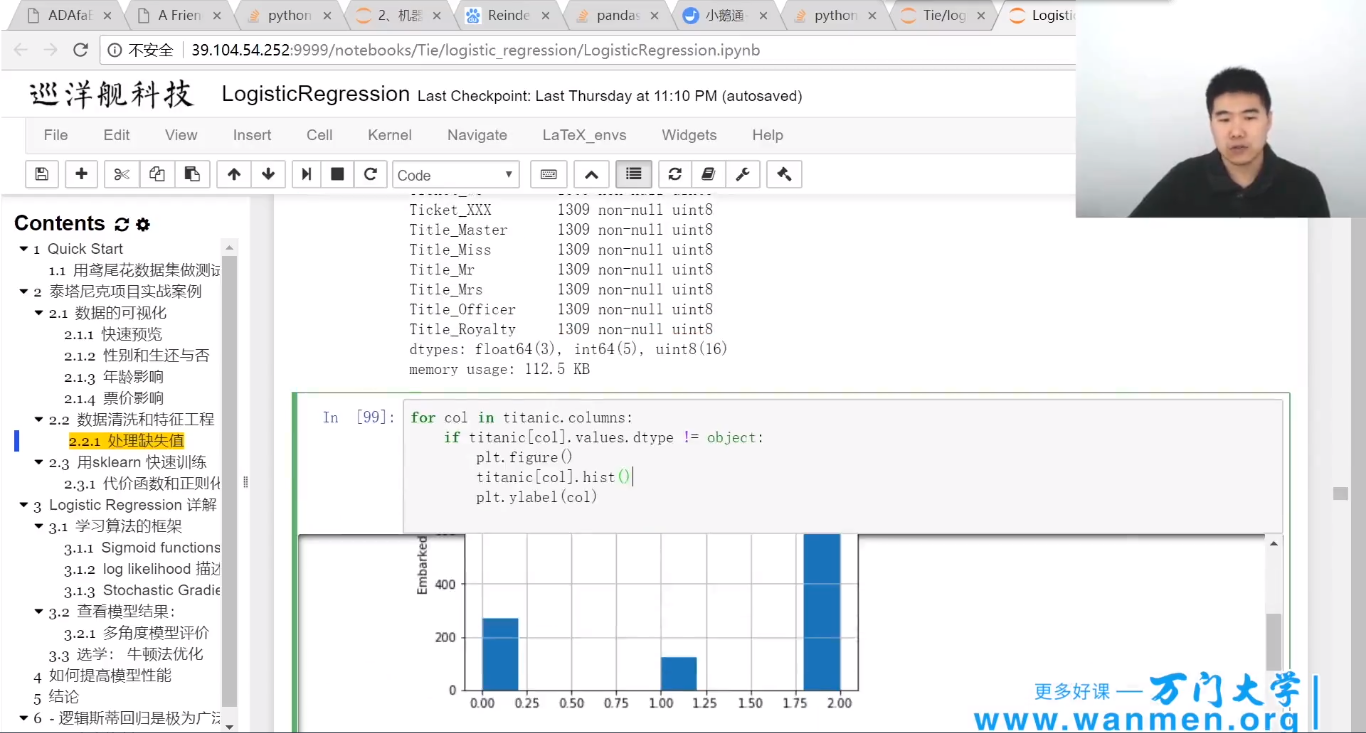 ADAfaE
A Frien
python
2、机器
Reinde
pandas
小鹅通
python
Tie/log
Logisti
不安全
39.104.54.252:9999/notebooks/Tie/logistic_regression/LogisticRegression.ipynb
巡洋舰科技
LogisticRegression Last Checkpoint: Last Thursday at 11:10 PM (autosaved)
File Edit View Insert Cell Kernel Navigate LaTeX_envs Widgets Help
Code
Contents
1 Quick Start
1.1 用鸢尾花数据集做测试
2 泰塔尼克项目实战案例
2.1 数据的可视化
2.1.1 快速预览
2.1.2 性别和生还与否
2.1.3 年龄影响
2.1.4 票价影响
2.2 数据清洗和特征工程
2.2.1 处理缺失值
2.3 用sklearn 快速训练
2.3.1 代价函数和正则化
3 Logistic Regression 详解
3.1 学习算法的框架
3.1.1 Sigmoid functions
3.1.2 log likelihood 描述
3.1.3 Stochastic Gradie
3.2 查看模型结果：
3.2.1 多角度模型评价
3.3 选学： 牛顿法优化
4 如何提高模型性能
5 结论
6 - 逻辑斯蒂回归是极为广泛
Ticket_XXX 1309 non-null uint8
Title_Master 1309 non-null uint8
Title_Miss 1309 non-null uint8
Title_Mr 1309 non-null uint8
Title_Mrs 1309 non-null uint8
Title_Officer 1309 non-null uint8
Title_Royalty 1309 non-null uint8
dtypes: float64(3), int64(5), uint8(16)
memory usage: 112.5 KB
In [99]:
for col in titanic.columns:
if titanic[col].values.dtype != object:
plt.figure()
titanic[col].hist()
plt.ylabel(col)
Embarked
400
200
0
0.00 0.25 0.50 0.75 1.00 1.25 1.50 1.75 2.00
更多好课 — 万门大学
www.wanmen.org